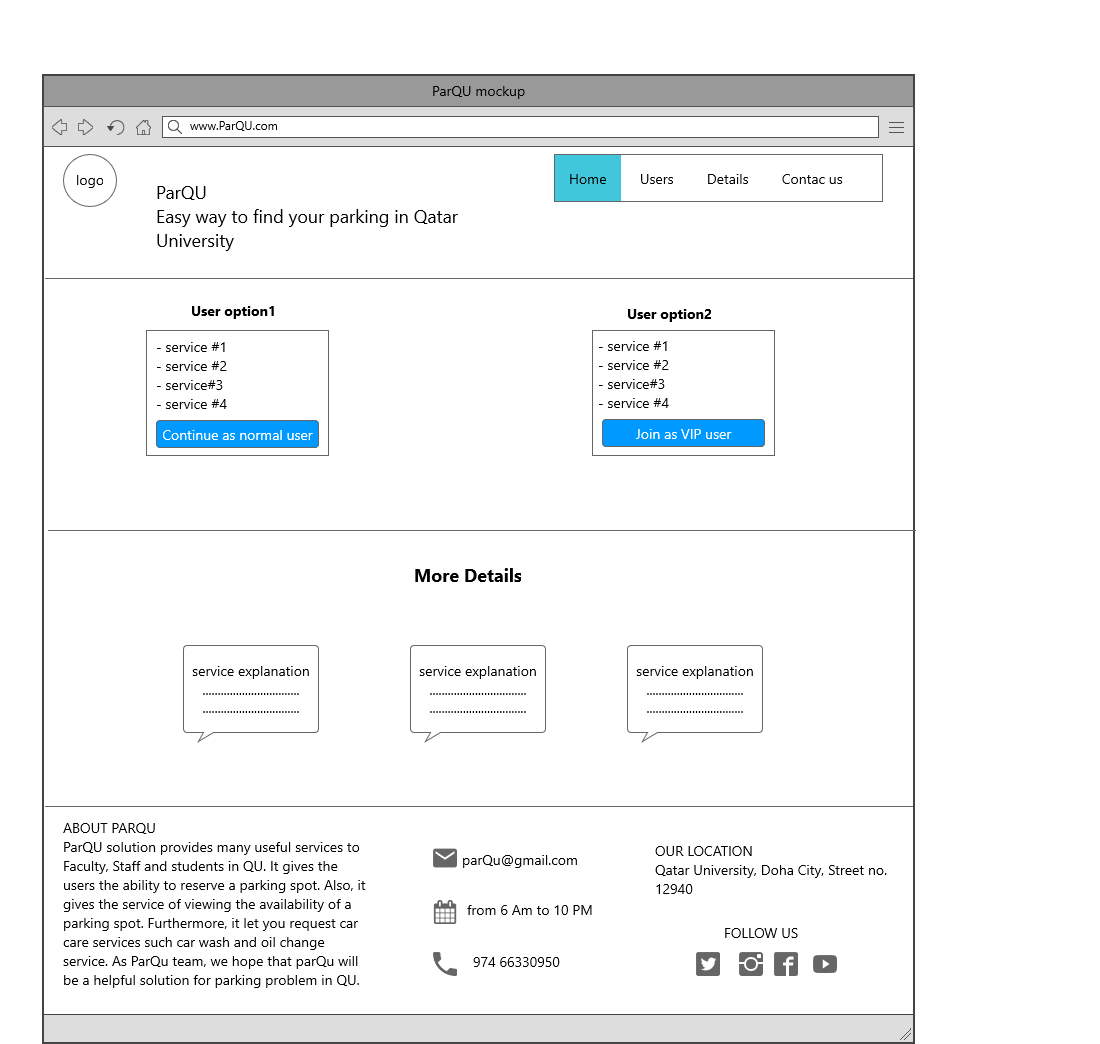 ParQU mockup
www.ParQU.com
logo
ParQU
Easy way to find your parking in Qatar
University
Home Users Details Contac us
User option1
- service #1
- service #2
- service#3
- service #4
Continue as normal user
User option2
- service #1
- service #2
- service#3
- service #4
Join as VIP user
More Details
service explanation
................................
................................
service explanation
................................
................................
service explanation
................................
................................
ABOUT PARQU
ParQU solution provides many useful services to
Faculty, Staff and students in QU. It gives the
users the ability to reserve a parking spot. Also, it
gives the service of viewing the availability of a
parking spot. Furthermore, it let you request car
care services such car wash and oil change
service. As ParQu team, we hope that parQu will
be a helpful solution for parking problem in QU.
parQu@gmail.com
from 6 Am to 10 PM
974 66330950
OUR LOCATION
Qatar University, Doha City, Street no.
12940
FOLLOW US